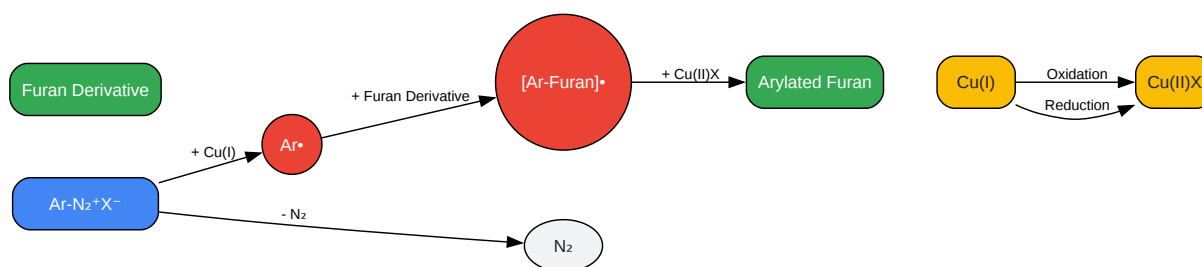 Furan Derivative
Ar-N₂⁺X⁻
+ Cu(I)
- N₂
Ar•
+ Furan Derivative
[Ar-Furan]•
N₂
+ Cu(II)X
Arylated Furan
Cu(I)
Oxidation
Reduction
Cu(II)X